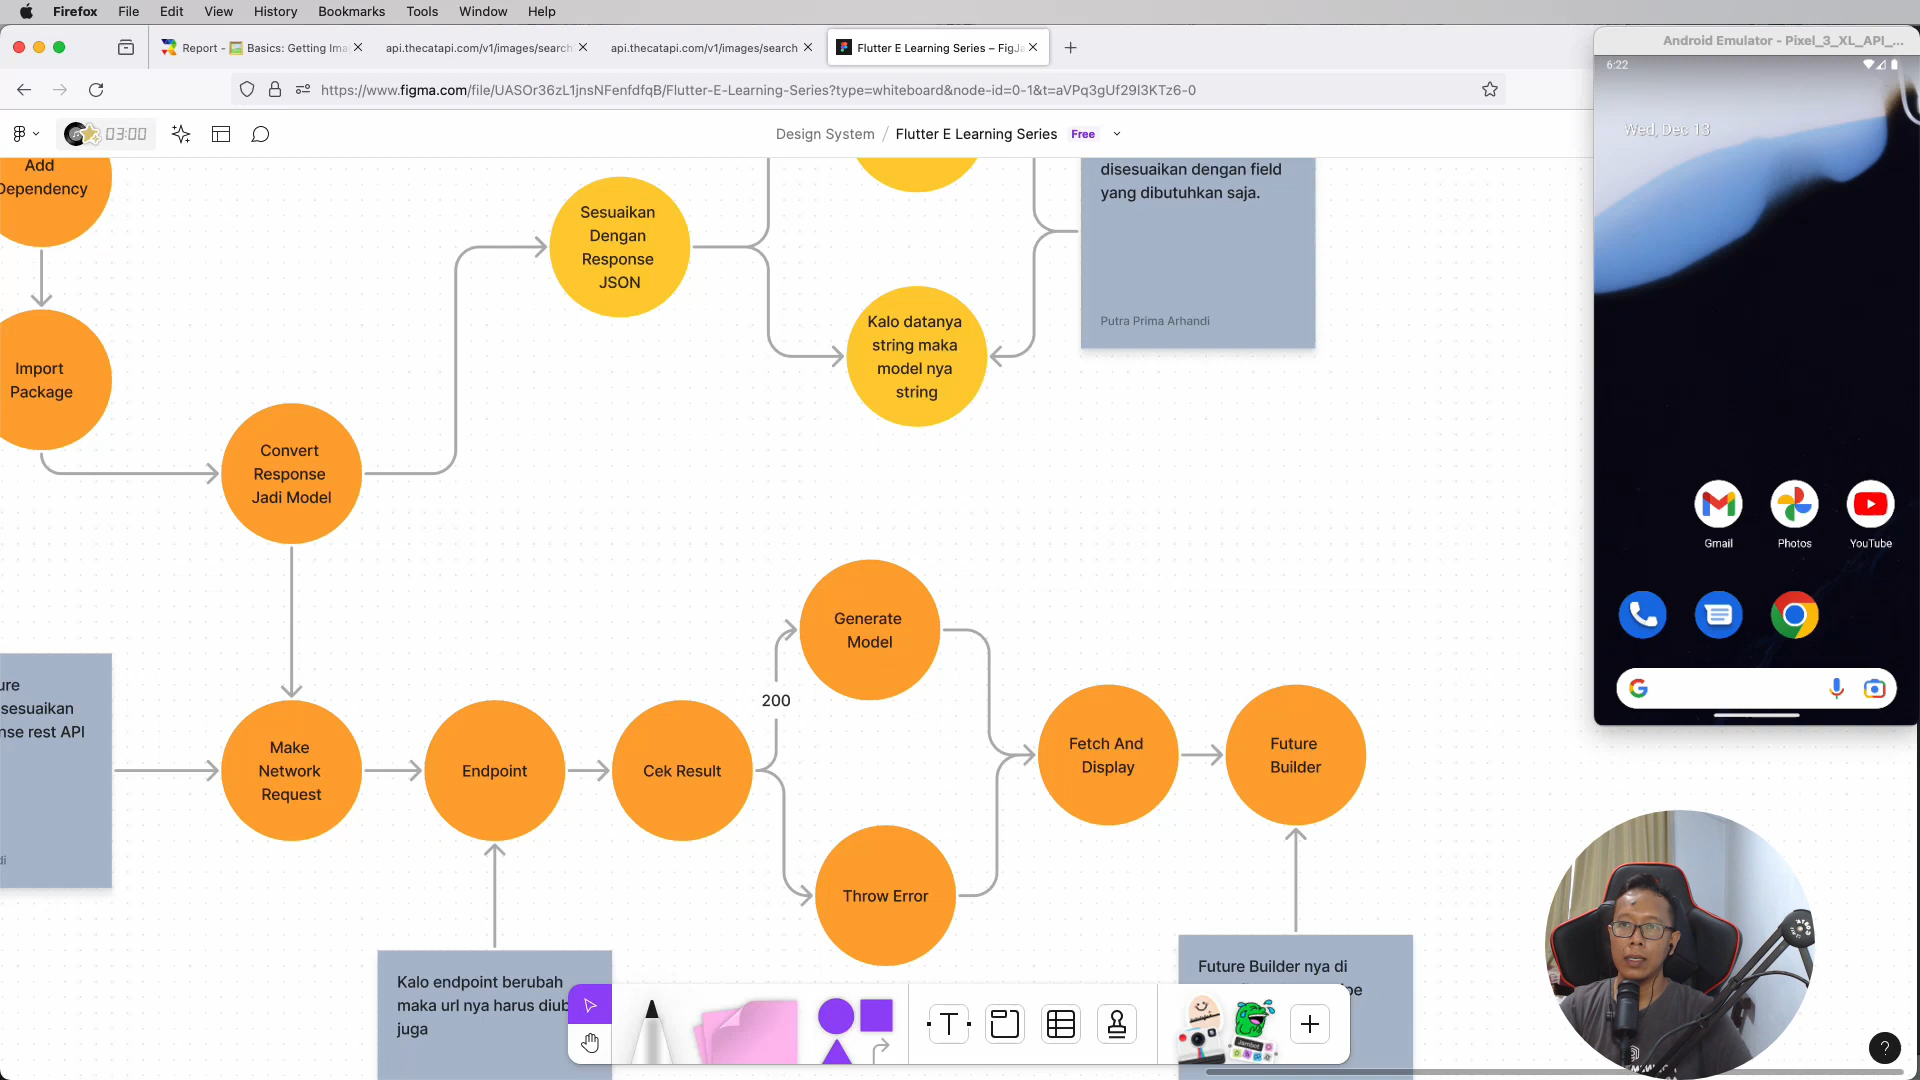 Firefox File Edit View History Bookmarks Tools Window Help
Report - 🖼️ Basics: Getting Ima
api.thecatapi.com/v1/images/search
api.thecatapi.com/v1/images/search
Flutter E Learning Series – FigJa
Android Emulator - Pixel_3_XL_API_...
https://www.figma.com/file/UASOr36zL1jnsNFenfdfqB/Flutter-E-Learning-Series?type=whiteboard&node-id=0-1&t=aVPq3gUf29I3KTz6-0
03:00
Design System / Flutter E Learning Series Free
6:22
Wed, Dec 13
Add
Dependency
Import
Package
Convert
Response
Jadi Model
Sesuaikan
Dengan
Response
JSON
Kalo datanya
string maka
model nya
string
disesuaikan dengan field
yang dibutuhkan saja.
Putra Prima Arhandi
Gmail
Photos
YouTube
ure
sesuaikan
nse rest API
di
Make
Network
Request
Endpoint
Cek Result
200
Generate
Model
Throw Error
Fetch And
Display
Future
Builder
Kalo endpoint berubah
maka url nya harus diub
juga
Future Builder nya di
pe
T
Jambot
?